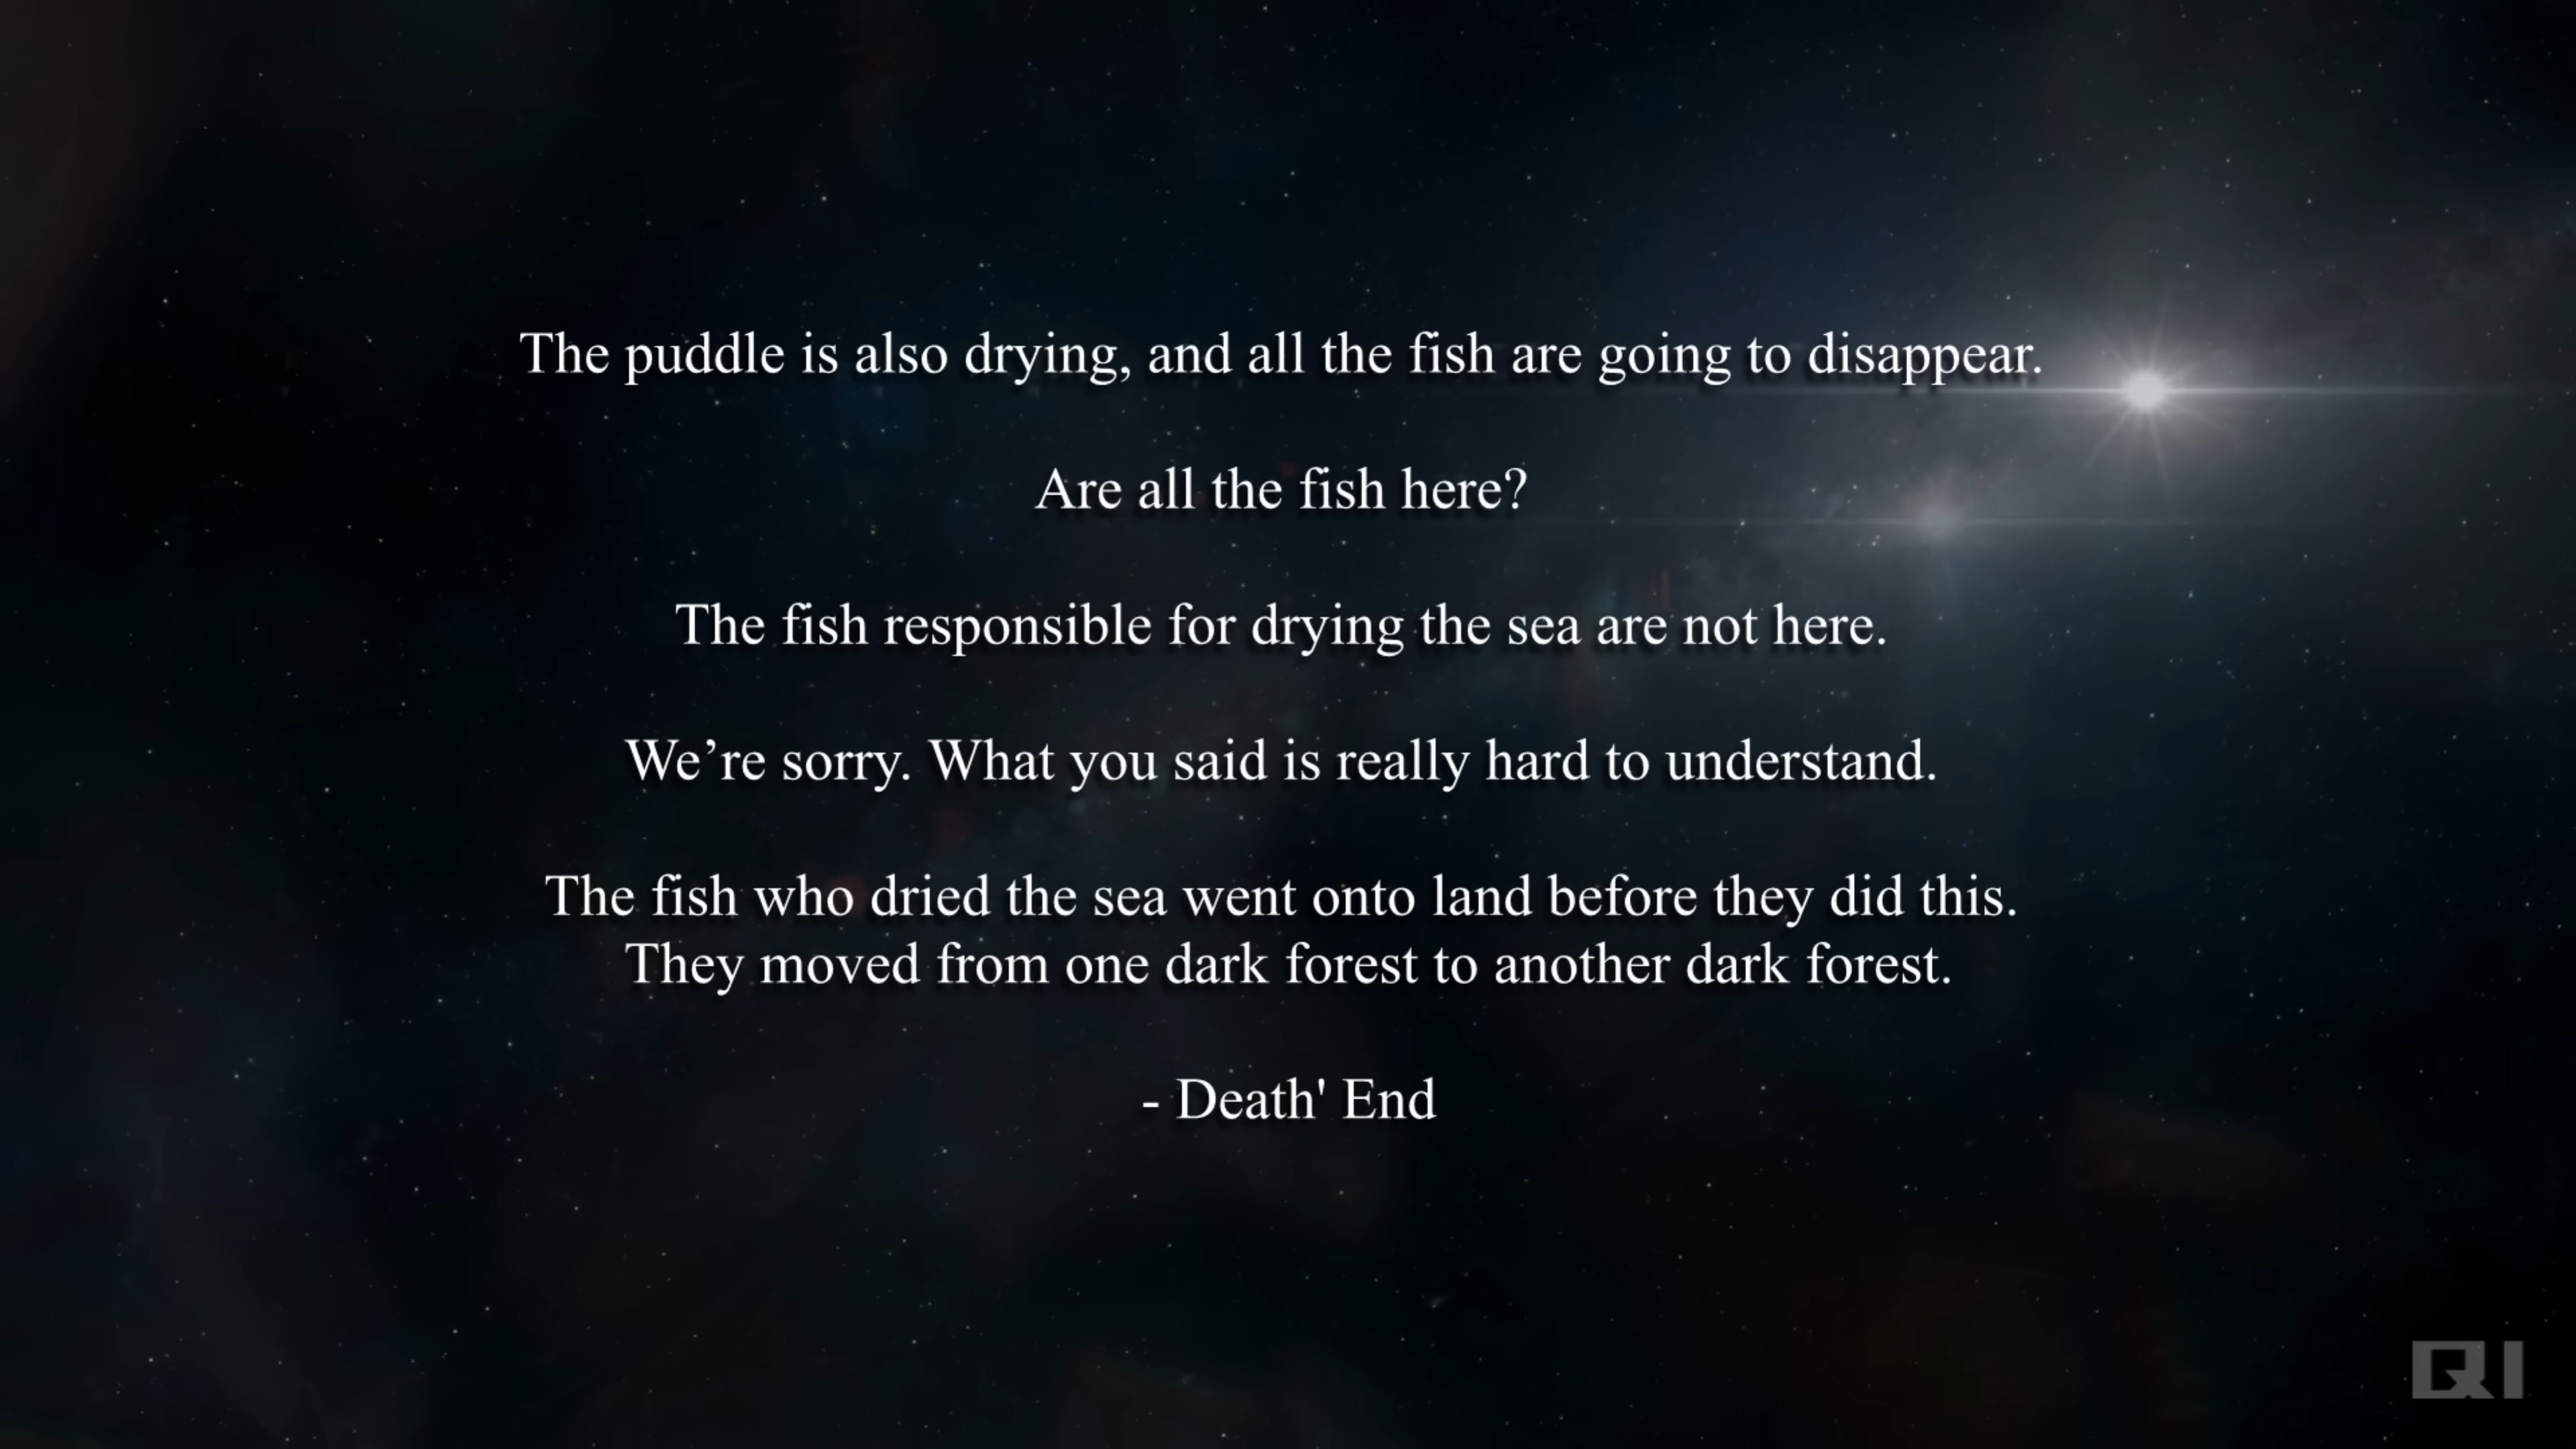 The puddle is also drying, and all the fish are going to disappear.
Are all the fish here?
The fish responsible for drying the sea are not here.
We’re sorry. What you said is really hard to understand.
The fish who dried the sea went onto land before they did this.
They moved from one dark forest to another dark forest.
- Death' End
QI